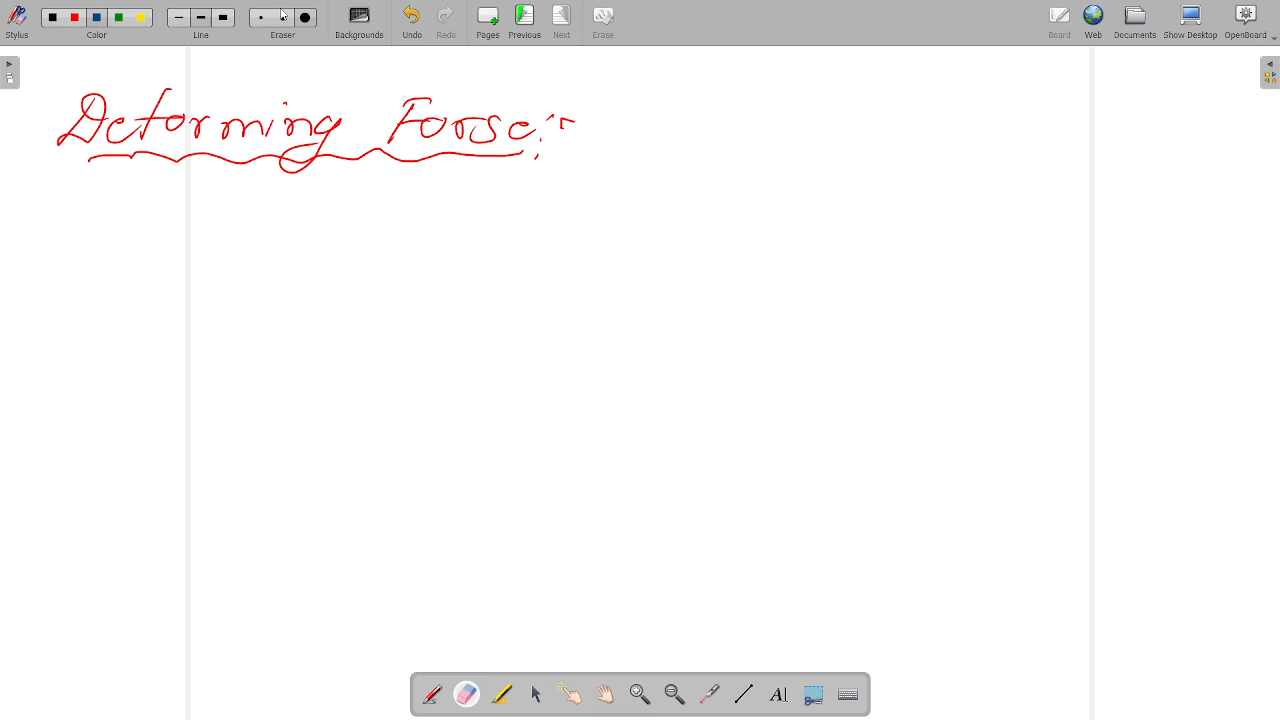 Stylus Color Line Eraser Backgrounds Undo Redo Pages Previous Next Erase Board Web Documents Show Desktop OpenBoard
Deforming Forse:-
AI